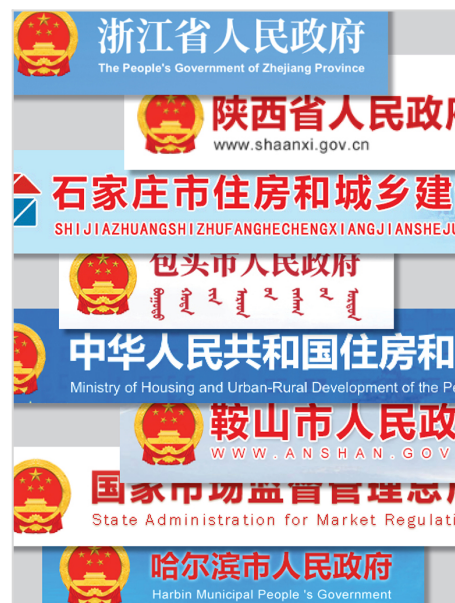 浙江省人民政府
The People's Government of Zhejiang Province
陕西省人民政府
www.shaanxi.gov.cn
石家庄市住房和城乡建
SHIJIAZHUANGSHIZHUFANGHECHENGXIANGJIANSHEJU
包头市人民政府
中华人民共和国住房和
Ministry of Housing and Urban-Rural Development of the Pe
鞍山市人民政
WWW.ANSHAN.GOV
国家市场监督管理总局
State Administration for Market Regulati
哈尔滨市人民政府
Harbin Municipal People 's Government